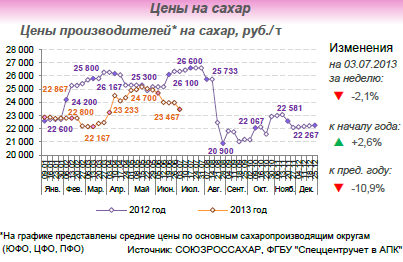 Цены на сахар
Цены производителей* на сахар, руб./т
28 000
27 000
26 000
25 000
24 000
23 000
22 000
21 000
20 000
22 867
22 600
24 200
25 800
22 800
22 167
26 167
23 233
25 300
24 700
23 467
26 600
26 100
25 733
20 900
22 067
22 581
22 267
Янв. Фев. Мар. Апр. Май Июн. Июл. Авг. Сент. Окт. Нояб. Дек.
2012 год 2013 год
Изменения
на 03.07.2013
за неделю:
-2,1%
к началу года:
+2,6%
к пред. году:
-10,9%
*На графике представлены средние цены по основным сахаропроизводящим округам
(ЮФО, ЦФО, ПФО) Источник: СОЮЗРОССАХАР, ФГБУ "Спеццентручет в АПК"